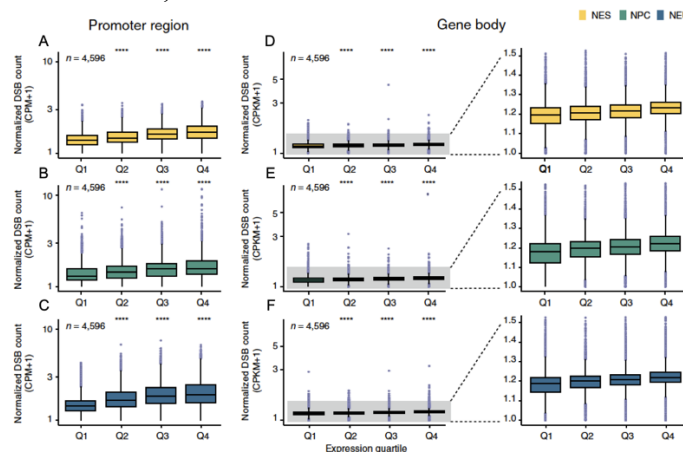 Promoter region
Gene body
NES NPC
A
n = 4,596
**** **** ****
Normalized DSB count
(CPM+1)
10
3
1
Q1 Q2 Q3 Q4
D
n = 4,596
**** **** ****
Normalized DSB count
(CPKM+1)
5
3
1
Q1 Q2 Q3 Q4
1.5
1.4
1.3
1.2
1.1
1.0
Q1 Q2 Q3 Q4
B
n = 4,596
**** **** ****
Normalized DSB count
(CPM+1)
10
3
1
Q1 Q2 Q3 Q4
E
n = 4,596
**** **** ****
Normalized DSB count
(CPKM+1)
5
3
1
Q1 Q2 Q3 Q4
1.5
1.4
1.3
1.2
1.1
1.0
Q1 Q2 Q3 Q4
C
n = 4,596
**** **** ****
Normalized DSB count
(CPM+1)
10
3
1
Q1 Q2 Q3 Q4
F
n = 4,596
**** **** ****
Normalized DSB count
(CPKM+1)
5
3
1
Q1 Q2 Q3 Q4
1.5
1.4
1.3
1.2
1.1
1.0
Q1 Q2 Q3 Q4
Expression quartile